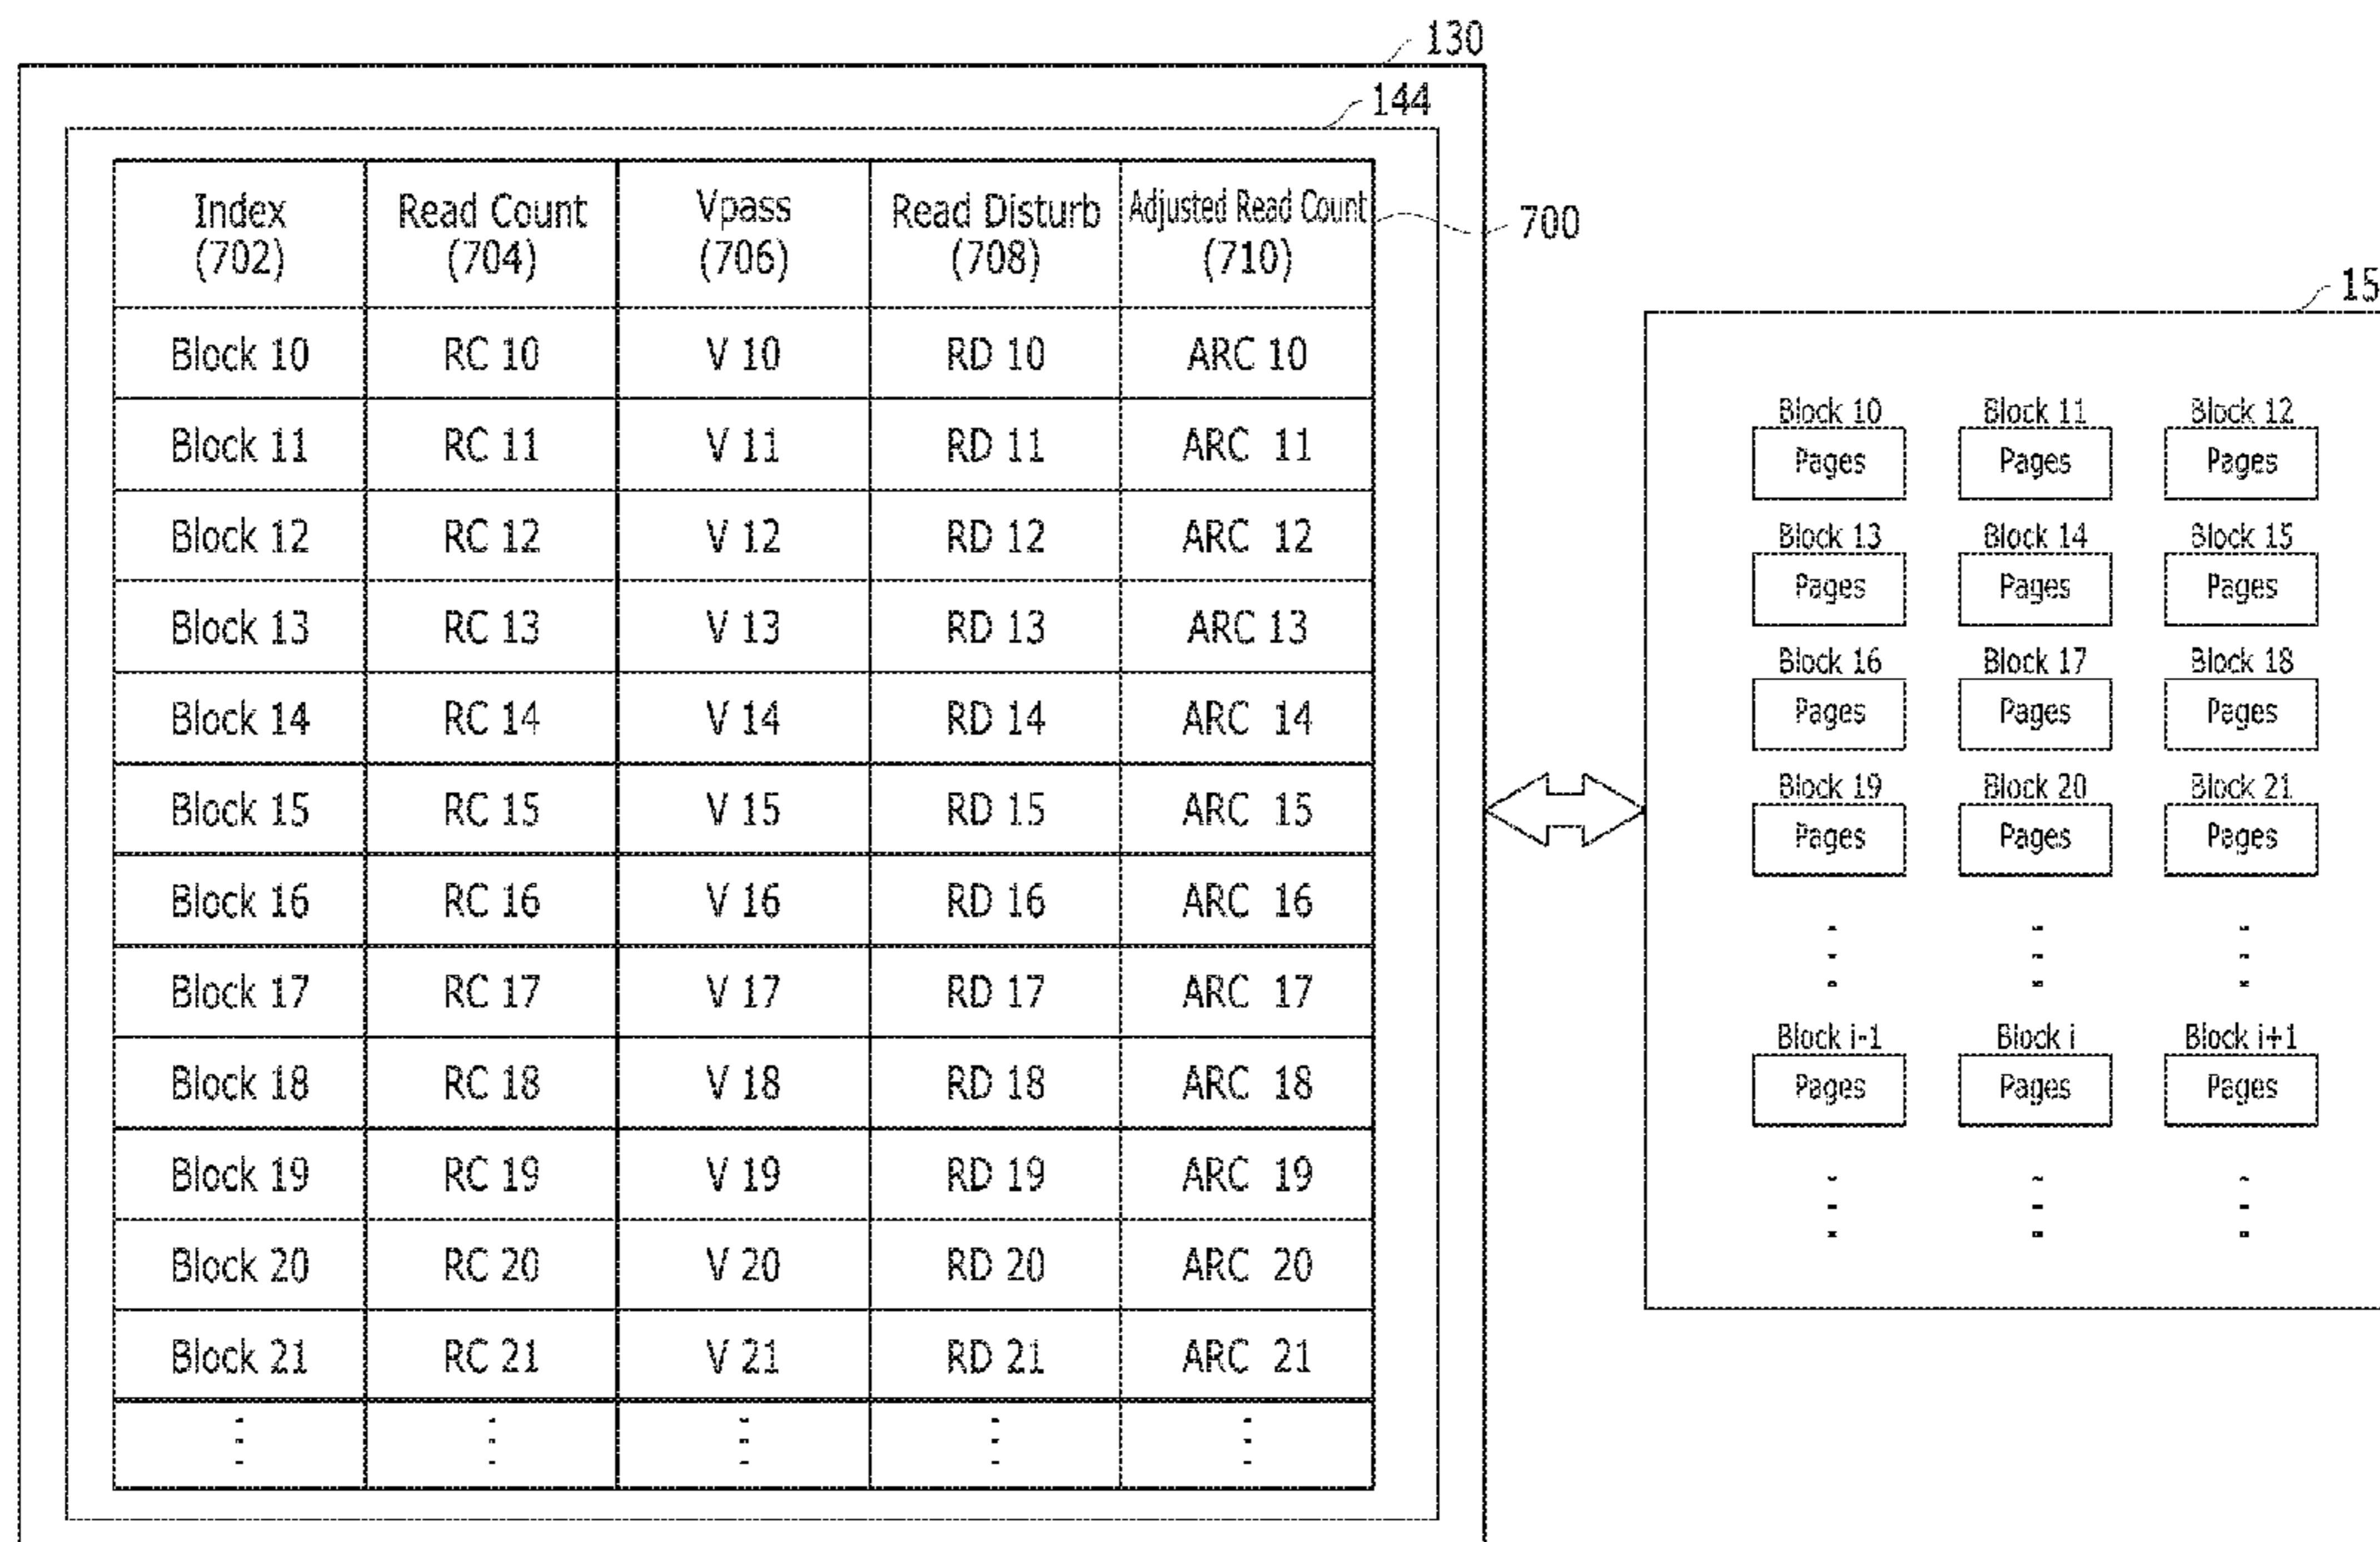 130
144
Index Read Count Vpass Read Disturb Adjusted Read Count
(702) (704) (706) (708) (710)
700
Block 10 RC 10 V 10 RD 10 ARC 10
Block 11 RC 11 V 11 RD 11 ARC 11
Block 12 RC 12 V 12 RD 12 ARC 12
Block 13 RC 13 V 13 RD 13 ARC 13
Block 14 RC 14 V 14 RD 14 ARC 14
Block 15 RC 15 V 15 RD 15 ARC 15
Block 16 RC 16 V 16 RD 16 ARC 16
Block 17 RC 17 V 17 RD 17 ARC 17
Block 18 RC 18 V 18 RD 18 ARC 18
Block 19 RC 19 V 19 RD 19 ARC 19
Block 20 RC 20 V 20 RD 20 ARC 20
Block 21 RC 21 V 21 RD 21 ARC 21
15
Block 10 Block 11 Block 12
Pages Pages Pages
Block 13 Block 14 Block 15
Pages Pages Pages
Block 16 Block 17 Block 18
Pages Pages Pages
Block 19 Block 20 Block 21
Pages Pages Pages
Block i-1 Block i Block i+1
Pages Pages Pages